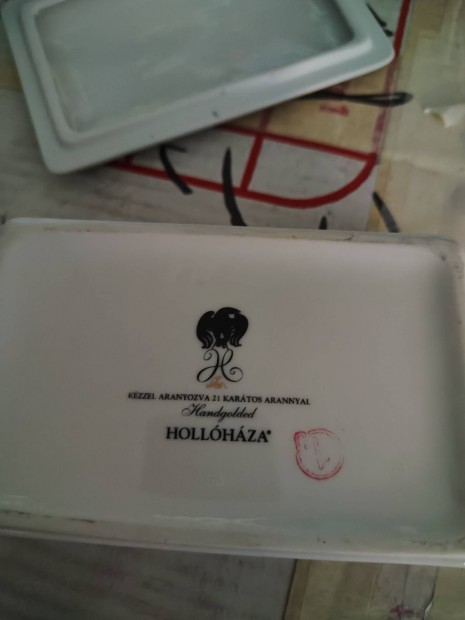 H
KÉZZEL ARANYOZVA 21 KARÁTOS ARANNYAL
Handgolded
HOLLÓHÁZA®